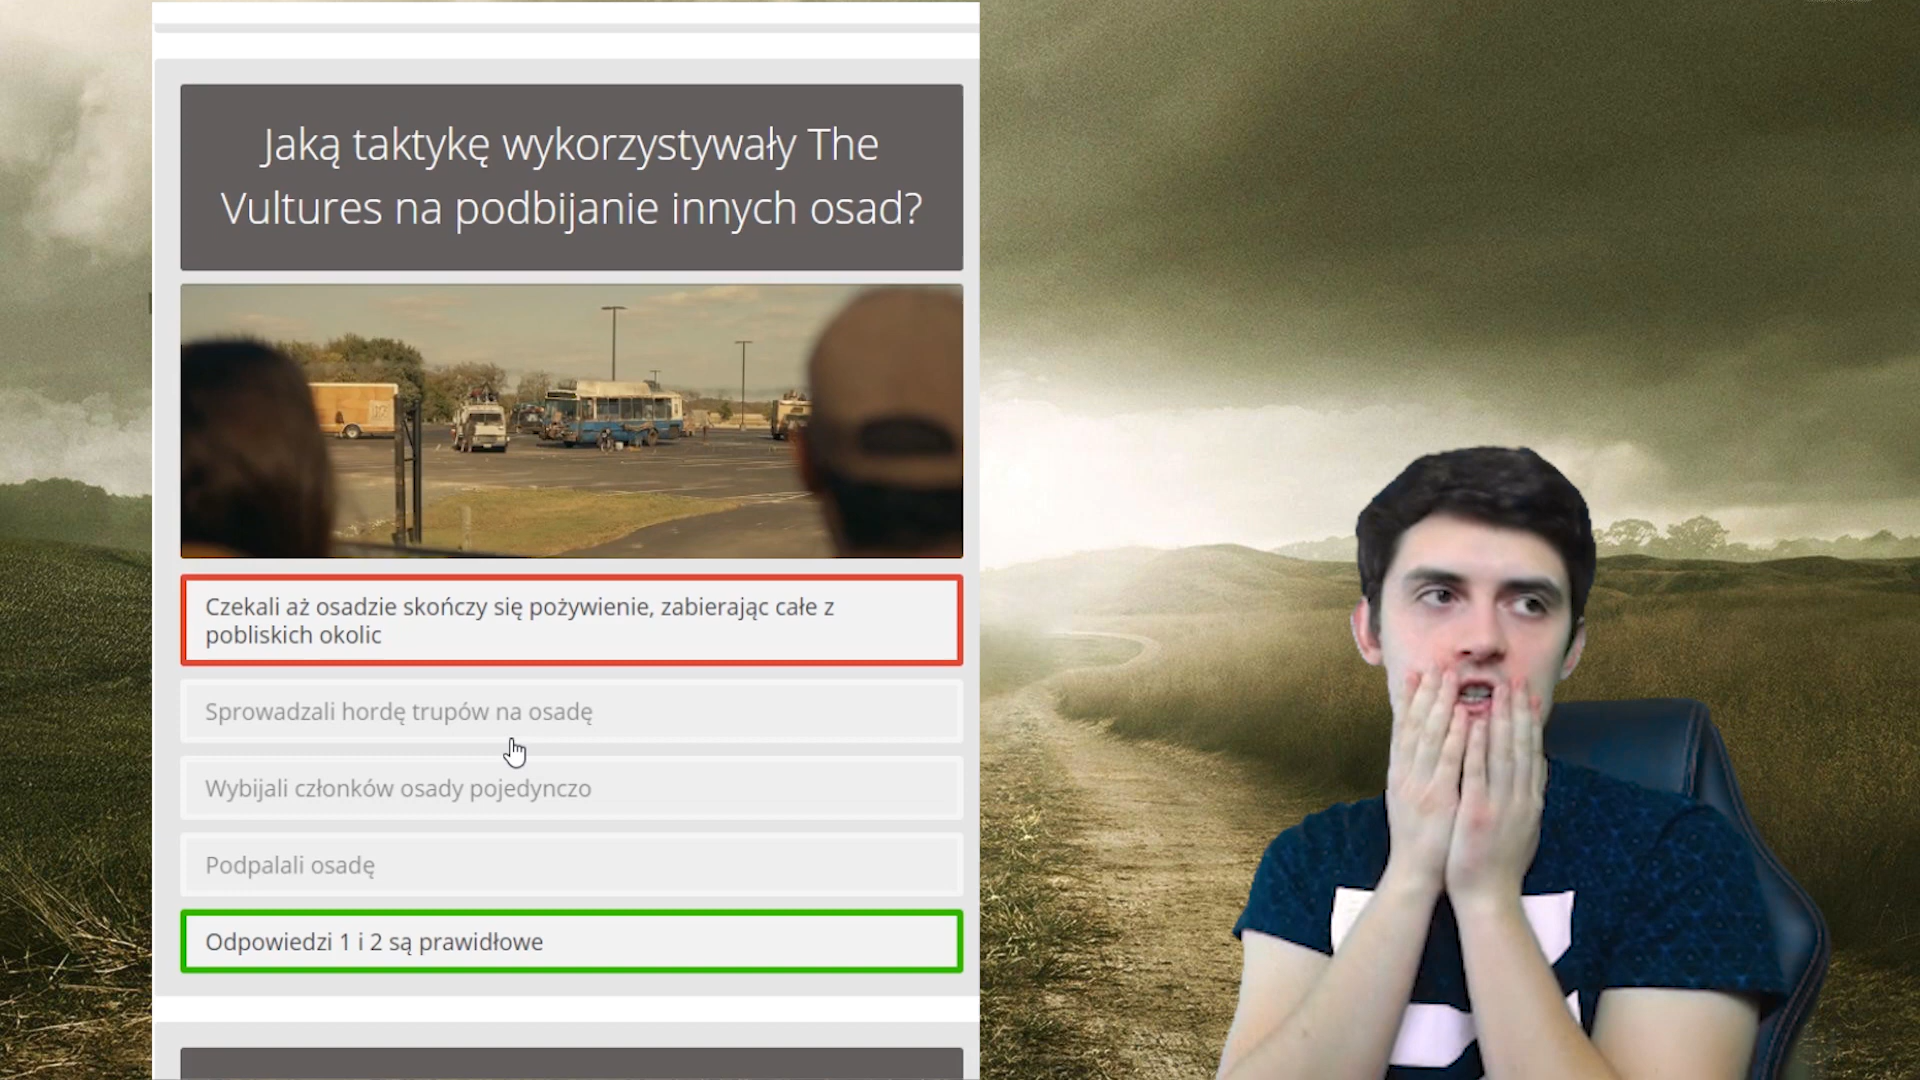 Jaką taktykę wykorzystywały The
Vultures na podbijanie innych osad?
Czekali aż osadzie skończy się pożywienie, zabierając całe z
pobliskich okolic
Sprowadzali hordę trupów na osadę
Wybijali członków osady pojedynczo
Podpalali osadę
Odpowiedzi 1 i 2 są prawidłowe